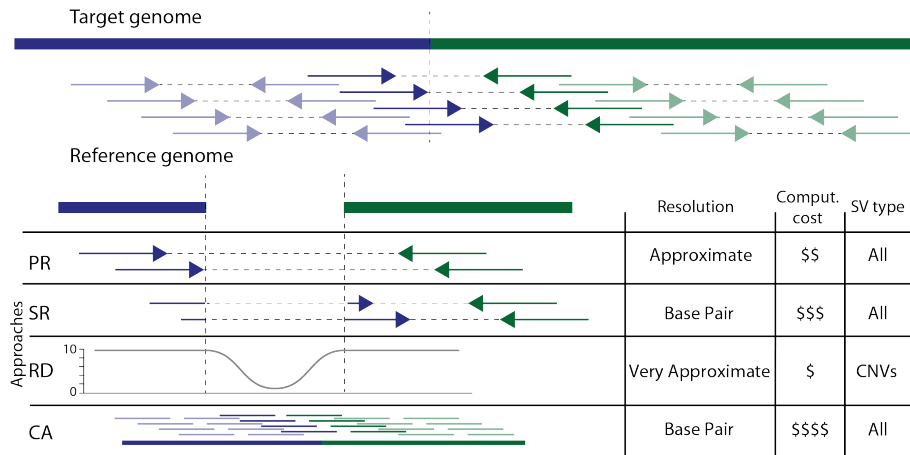 Target genome
Reference genome
Resolution
Comput.
cost
SV type
PR
Approximate
$$
All
SR
Base Pair
$$$
All
Approaches
RD
10
0
Very Approximate
$
CNVs
CA
Base Pair
$$$$
All